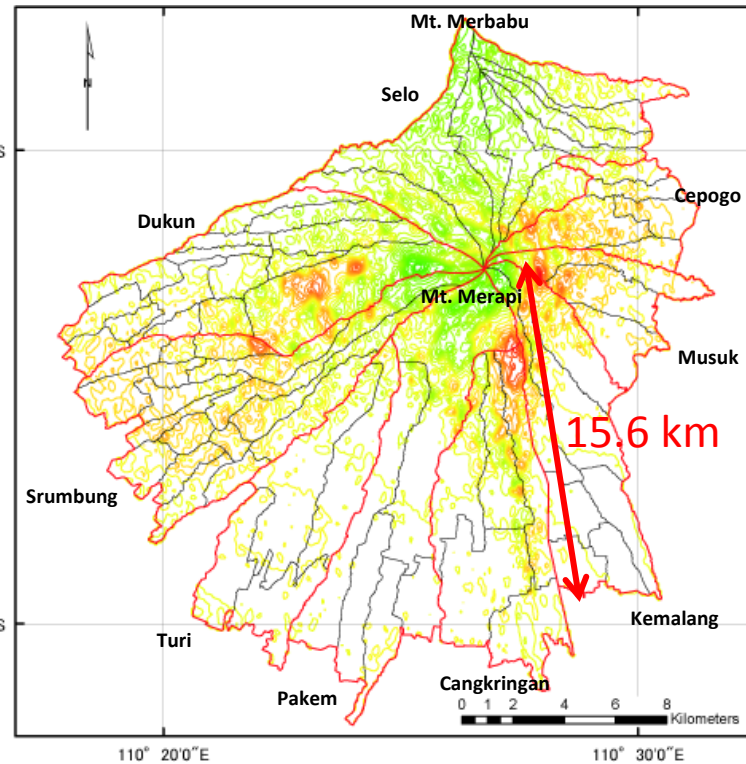 Mt. Merbabu
N
Selo
S
Cepogo
Dukun
Mt. Merapi
Musuk
15.6 km
Srumbung
S
Kemalang
Turi
Cangkringan
Pakem
0 1 2 4 6 8
Kilometers
110° 20'0"E
110° 30'0"E